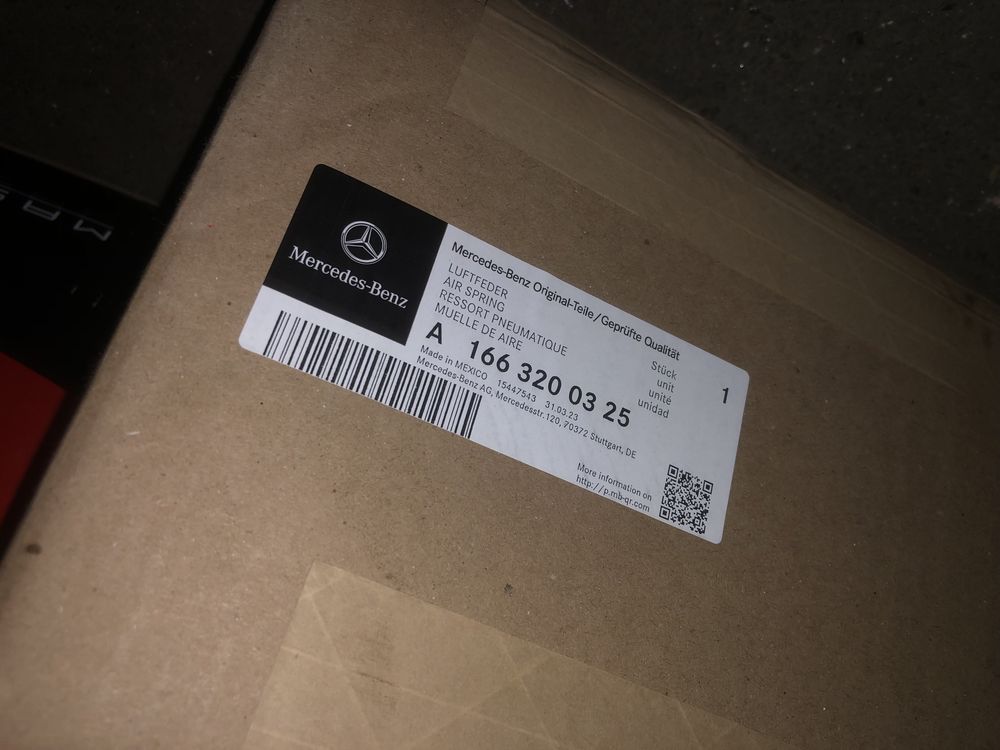 Mercedes-Benz
Mercedes-Benz Original-Teile/Geprüfte Qualität
LUFTFEDER
AIR SPRING
RESSORT PNEUMATIQUE
MUELLE DE AIRE
Stück
unit
unité
unidad
1
A 166 320 03 25
Made in MEXICO 15447543 31.03.23
Mercedes-Benz AG, Mercedesstr.120, 70372 Stuttgart, DE
More information on
http://p.mb-qr.com